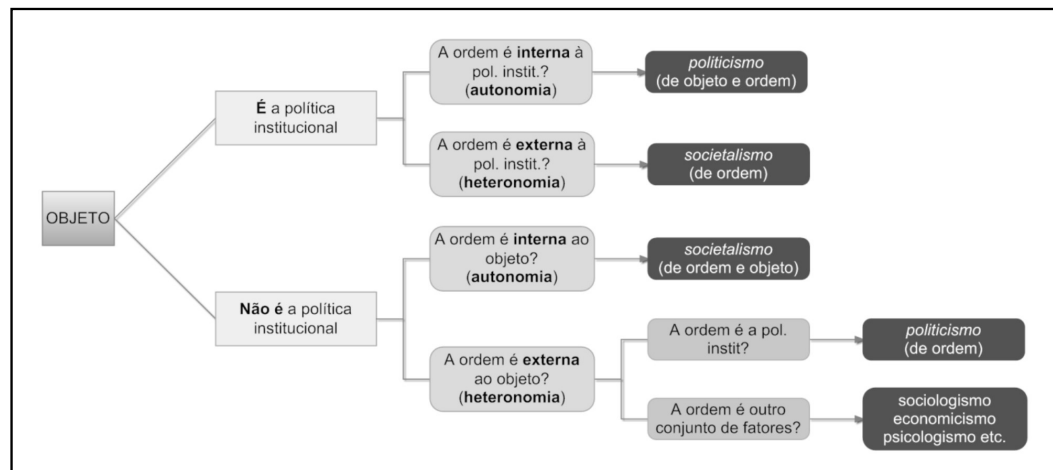 OBJETO
É a política
institucional
A ordem é interna à
pol. instit.?
(autonomia)
politicismo
(de objeto e ordem)
A ordem é externa à
pol. instit.?
(heteronomia)
societalismo
(de ordem)
Não é a política
institucional
A ordem é interna ao
objeto?
(autonomia)
societalismo
(de ordem e objeto)
A ordem é externa
ao objeto?
(heteronomia)
A ordem é a pol.
instit?
politicismo
(de ordem)
A ordem é outro
conjunto de fatores?
sociologismo
economicismo
psicologismo etc.